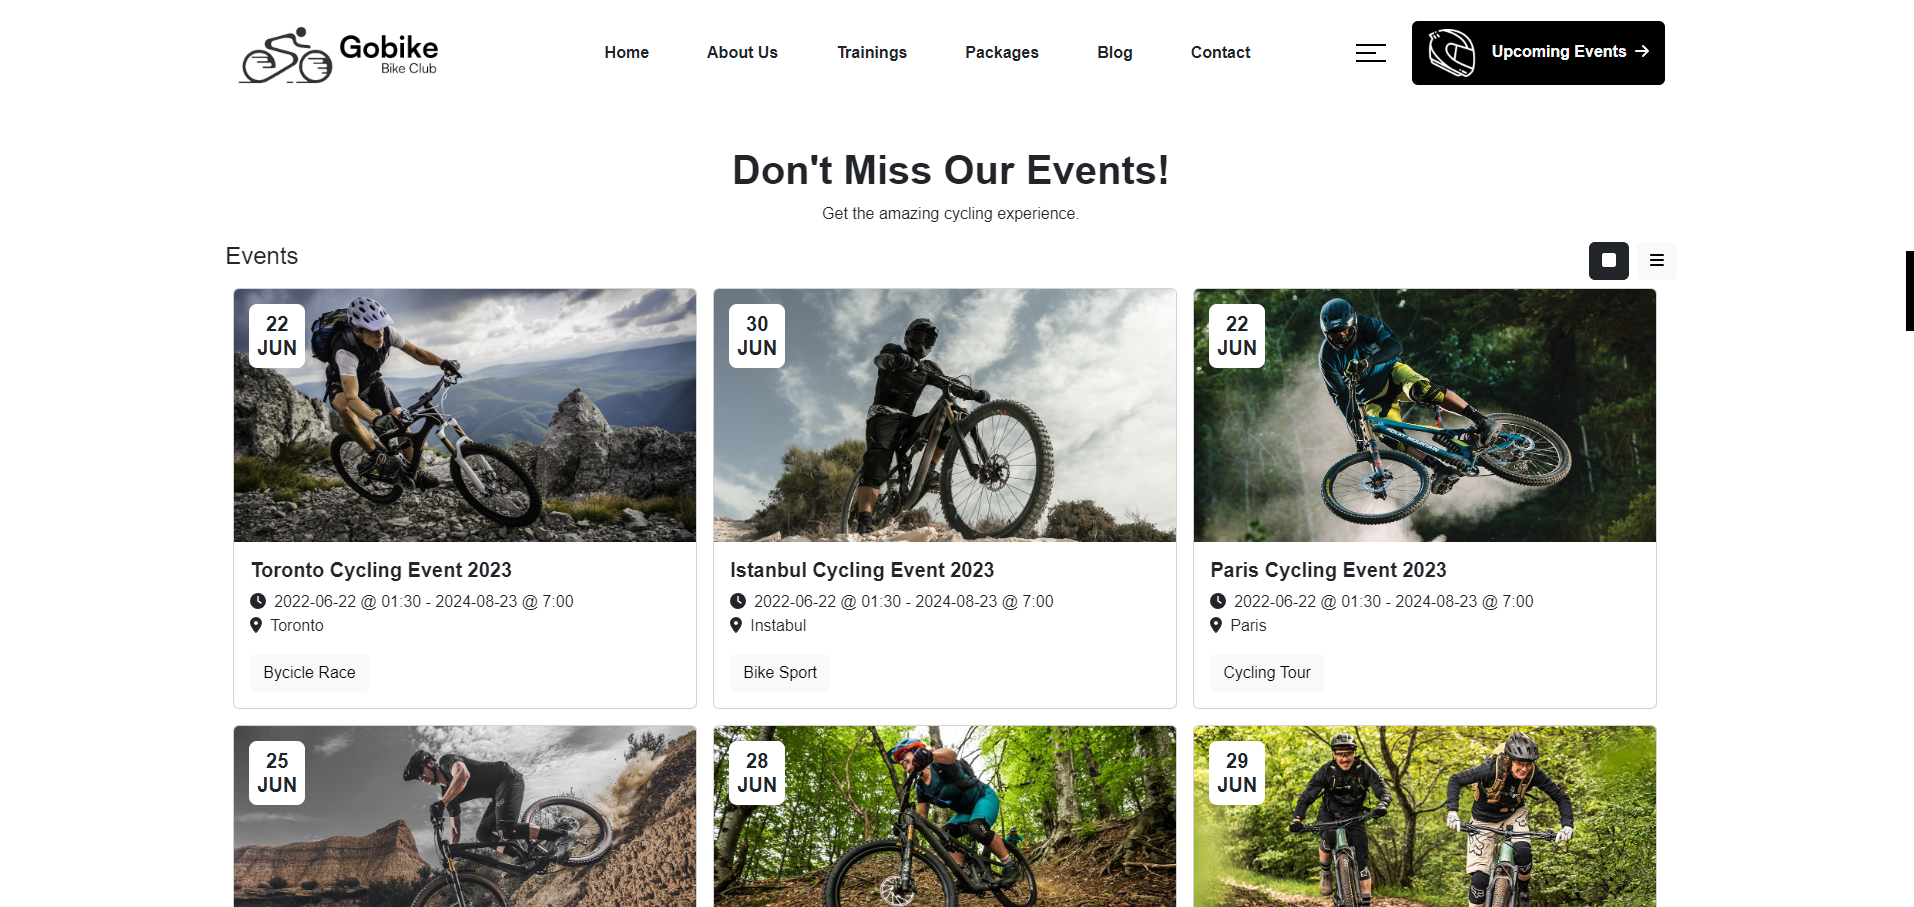 Gobike
Bike Club
Home
About Us
Trainings
Packages
Blog
Contact
Upcoming Events →
Don't Miss Our Events!
Get the amazing cycling experience.
Events
22
JUN
Toronto Cycling Event 2023
2022-06-22 @ 01:30 - 2024-08-23 @ 7:00
Toronto
Bycicle Race
30
JUN
Istanbul Cycling Event 2023
2022-06-22 @ 01:30 - 2024-08-23 @ 7:00
Instabul
Bike Sport
22
JUN
ROCKY MOUNTAIN
Paris Cycling Event 2023
2022-06-22 @ 01:30 - 2024-08-23 @ 7:00
Paris
Cycling Tour
25
JUN
28
JUN
29
JUN